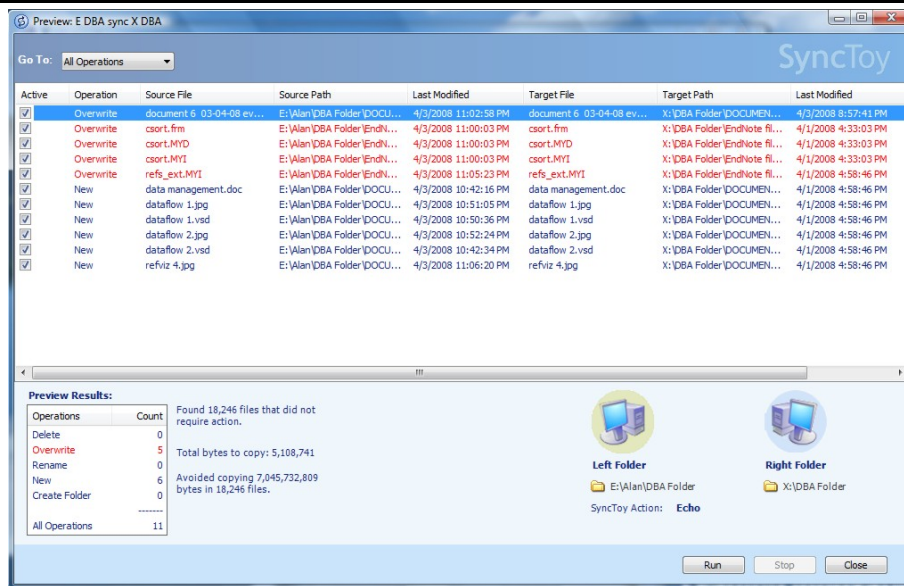 Preview: E DBA sync X DBA
Go To: All Operations
SyncToy
Active Operation Source File Source Path Last Modified Target File Target Path Last Modified
Overwrite document 6 03-04-08 ev... E:\Alan\DBA Folder\DOCU... 4/3/2008 11:02:58 PM document 6 03-04-08 ev... X:\DBA Folder\DOCUMEN... 4/3/2008 8:57:41 PM
Overwrite csort.frm E:\Alan\DBA Folder\EndN... 4/3/2008 11:00:03 PM csort.frm X:\DBA Folder\EndNote fil... 4/1/2008 4:33:03 PM
Overwrite csort.MYD E:\Alan\DBA Folder\EndN... 4/3/2008 11:00:03 PM csort.MYD X:\DBA Folder\EndNote fil... 4/1/2008 4:33:03 PM
Overwrite csort.MYI E:\Alan\DBA Folder\EndN... 4/3/2008 11:00:03 PM csort.MYI X:\DBA Folder\EndNote fil... 4/1/2008 4:33:03 PM
Overwrite refs_ext.MYI E:\Alan\DBA Folder\EndN... 4/3/2008 11:05:23 PM refs_ext.MYI X:\DBA Folder\EndNote fil... 4/1/2008 4:58:46 PM
New data management.doc E:\Alan\DBA Folder\DOCU... 4/3/2008 10:42:16 PM data management.doc X:\DBA Folder\DOCUMEN... 4/1/2008 4:58:46 PM
New dataflow 1.jpg E:\Alan\DBA Folder\DOCU... 4/3/2008 10:51:05 PM dataflow 1.jpg X:\DBA Folder\DOCUMEN... 4/1/2008 4:58:46 PM
New dataflow 1.vsd E:\Alan\DBA Folder\DOCU... 4/3/2008 10:50:36 PM dataflow 1.vsd X:\DBA Folder\DOCUMEN... 4/1/2008 4:58:46 PM
New dataflow 2.jpg E:\Alan\DBA Folder\DOCU... 4/3/2008 10:52:24 PM dataflow 2.jpg X:\DBA Folder\DOCUMEN... 4/1/2008 4:58:46 PM
New dataflow 2.vsd E:\Alan\DBA Folder\DOCU... 4/3/2008 10:42:34 PM dataflow 2.vsd X:\DBA Folder\DOCUMEN... 4/1/2008 4:58:46 PM
New refviz 4.jpg E:\Alan\DBA Folder\DOCU... 4/3/2008 11:06:20 PM refviz 4.jpg X:\DBA Folder\DOCUMEN... 4/1/2008 4:58:46 PM
Preview Results:
Operations Count
Delete 0
Overwrite 5
Rename 0
New 6
Create Folder 0
-------
All Operations 11
Found 18,246 files that did not
require action.
Total bytes to copy: 5,108,741
Avoided copying 7,045,732,809
bytes in 18,246 files.
Left Folder
E:\Alan\DBA Folder
SyncToy Action: Echo
Right Folder
X:\DBA Folder
Run Stop Close